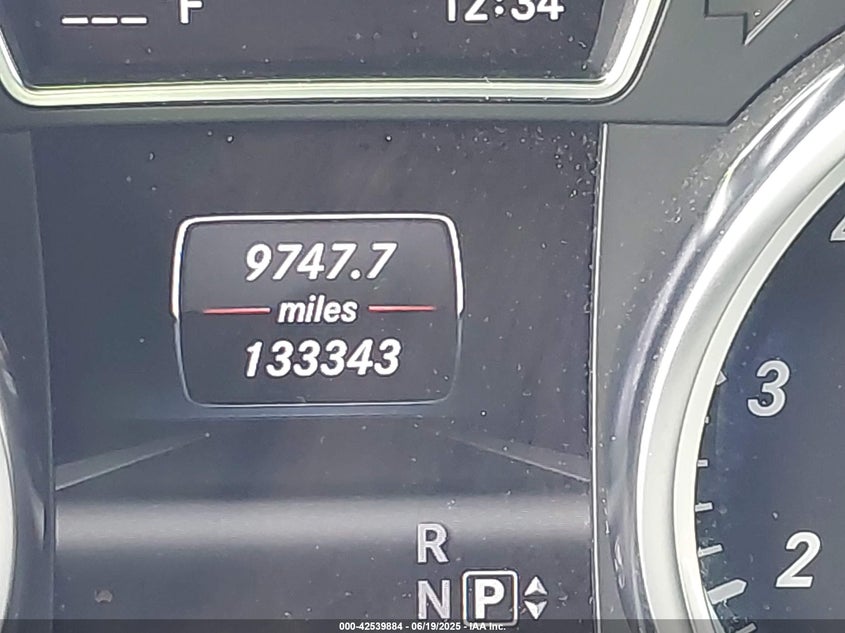 --- F 12:34
9747.7
miles
133343
3
R
2
N P
000-42539884 - 06/19/2025 - IAA Inc.